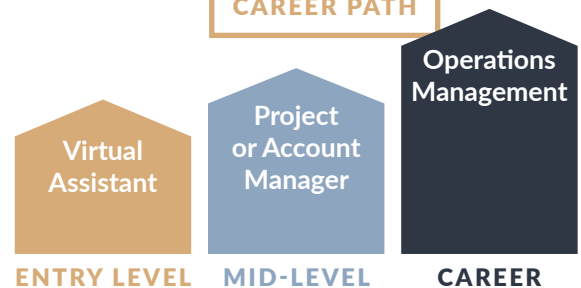 CAREER PATH
Operations
Management
Project
or Account
Manager
Virtual
Assistant
ENTRY LEVEL
MID-LEVEL
CAREER